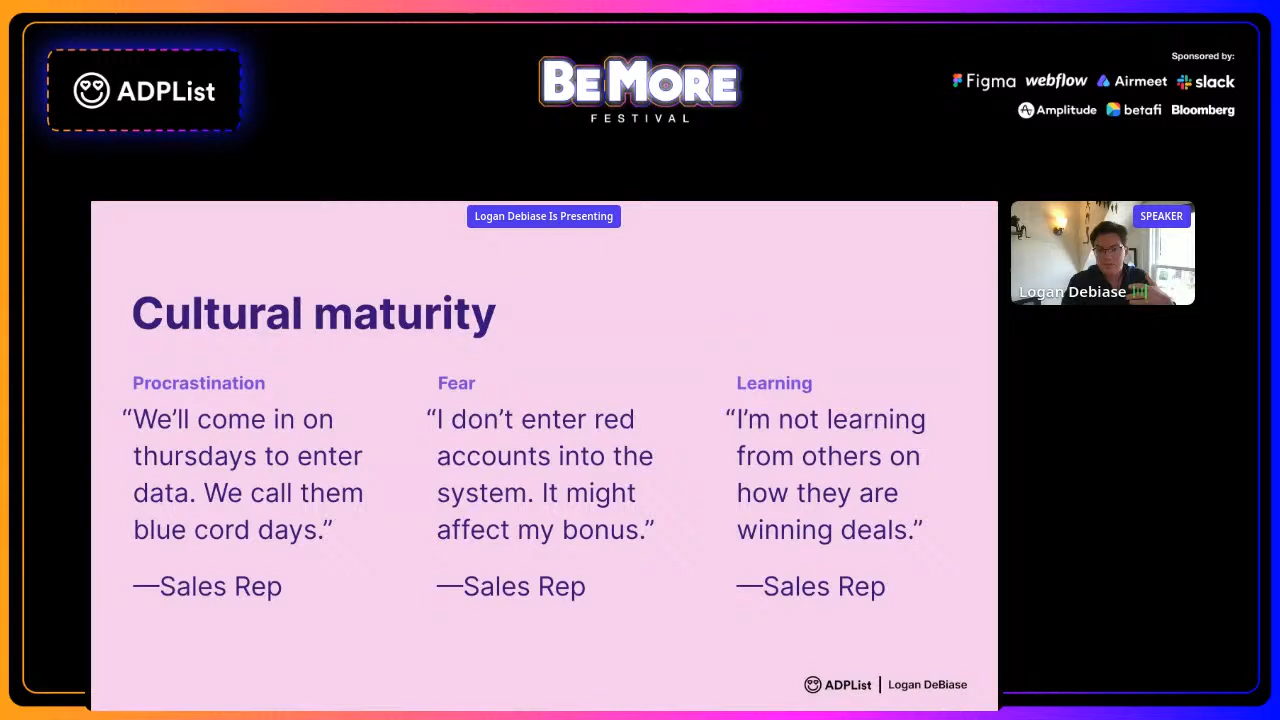 ADPList
BE MORE
FESTIVAL
Sponsored by:
Figma webflow Airmeet slack
Amplitude betafi Bloomberg
Logan Debiase Is Presenting
SPEAKER
Logan Debiase
Cultural maturity
Procrastination
“We’ll come in on
thursdays to enter
data. We call them
blue cord days.”
—Sales Rep
Fear
“I don’t enter red
accounts into the
system. It might
affect my bonus.”
—Sales Rep
Learning
“I’m not learning
from others on
how they are
winning deals.”
—Sales Rep
ADPList | Logan DeBiase